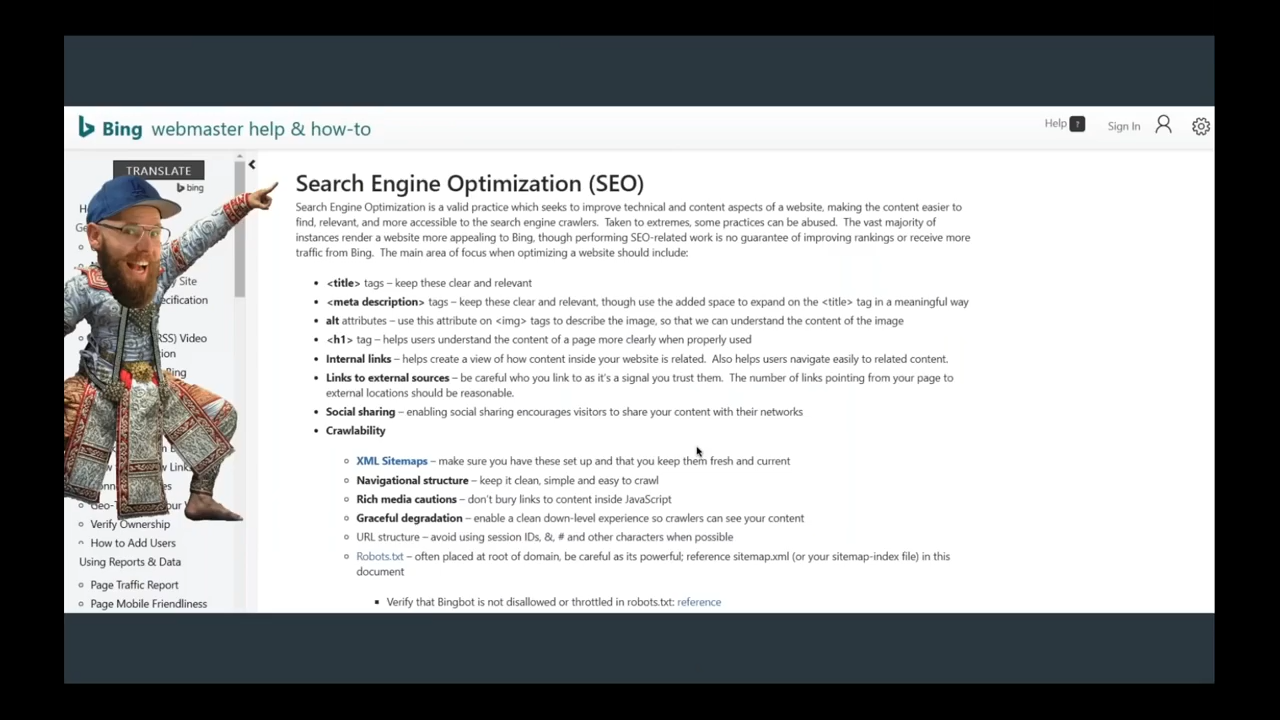 Bing webmaster help & how-to
Help ?
Sign In
TRANSLATE
bing
Site
ecification
RSS) Video
Verify Ownership
How to Add Users
Using Reports & Data
Page Traffic Report
Page Mobile Friendliness
Search Engine Optimization (SEO)
Search Engine Optimization is a valid practice which seeks to improve technical and content aspects of a website, making the content easier to
find, relevant, and more accessible to the search engine crawlers. Taken to extremes, some practices can be abused. The vast majority of
instances render a website more appealing to Bing, though performing SEO-related work is no guarantee of improving rankings or receive more
traffic from Bing. The main area of focus when optimizing a website should include:
<title> tags – keep these clear and relevant
<meta description> tags – keep these clear and relevant, though use the added space to expand on the <title> tag in a meaningful way
alt attributes – use this attribute on <img> tags to describe the image, so that we can understand the content of the image
<h1> tag – helps users understand the content of a page more clearly when properly used
Internal links – helps create a view of how content inside your website is related. Also helps users navigate easily to related content.
Links to external sources – be careful who you link to as it's a signal you trust them. The number of links pointing from your page to
external locations should be reasonable.
Social sharing – enabling social sharing encourages visitors to share your content with their networks
Crawlability
XML Sitemaps – make sure you have these set up and that you keep them fresh and current
Navigational structure – keep it clean, simple and easy to crawl
Rich media cautions – don't bury links to content inside JavaScript
Graceful degradation – enable a clean down-level experience so crawlers can see your content
URL structure – avoid using session IDs, &, # and other characters when possible
Robots.txt – often placed at root of domain, be careful as its powerful; reference sitemap.xml (or your sitemap-index file) in this
document
Verify that Bingbot is not disallowed or throttled in robots.txt: reference